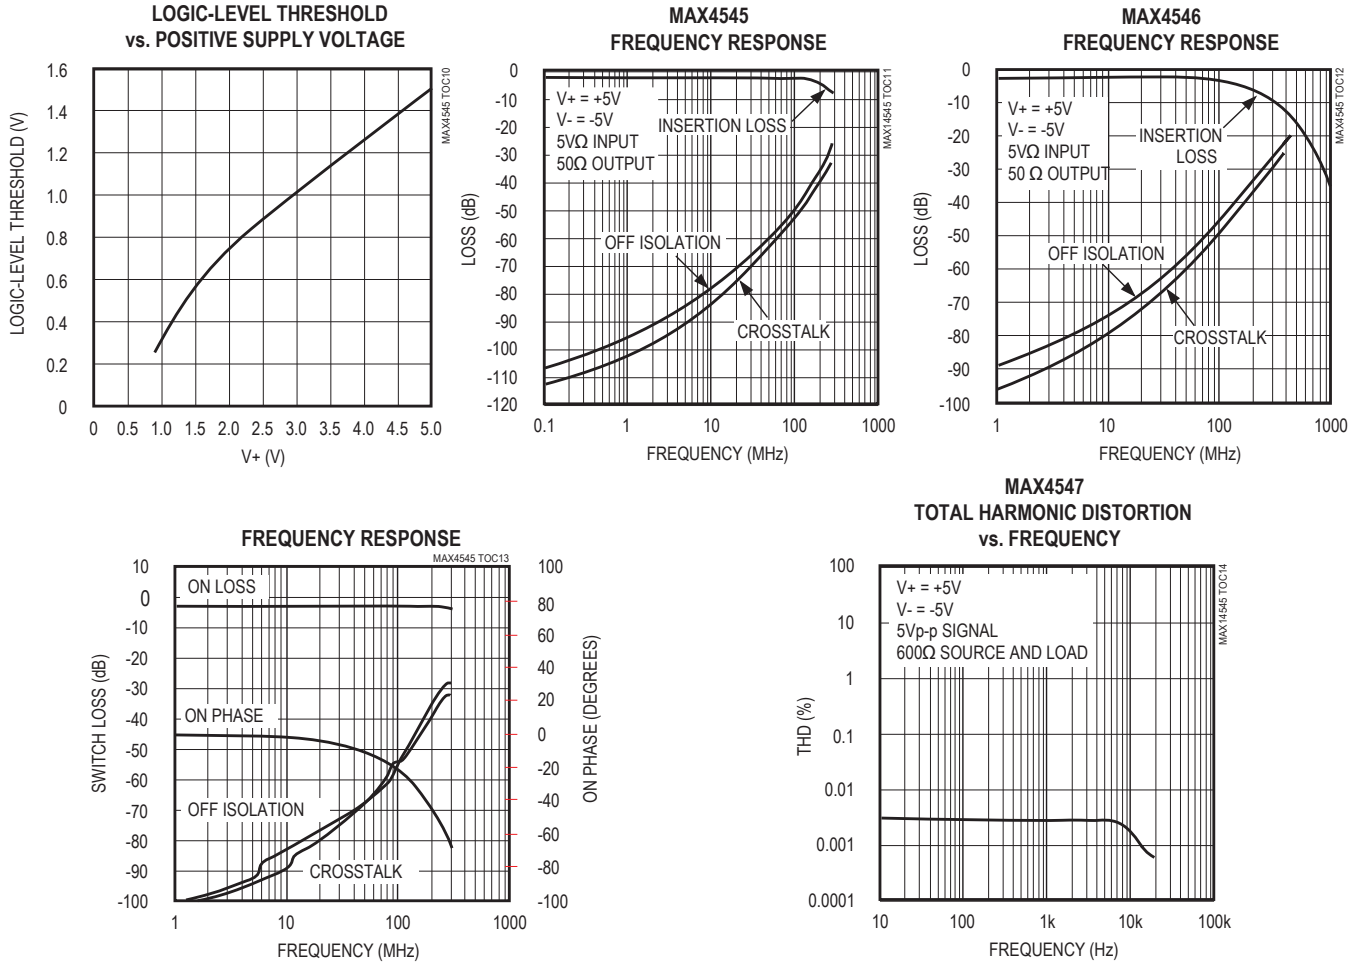 LOGIC-LEVEL THRESHOLD
vs. POSITIVE SUPPLY VOLTAGE
MAX4545 TOC10
LOGIC-LEVEL THRESHOLD (V)
1.6
1.4
1.2
1.0
0.8
0.6
0.4
0.2
0
0 0.5 1.0 1.5 2.0 2.5 3.0 3.5 4.0 4.5 5.0
V+ (V)
MAX4545
FREQUENCY RESPONSE
MAX14545 TOC11
LOSS (dB)
0
-10
-20
-30
-40
-50
-60
-70
-80
-90
-100
-110
-120
V+ = +5V
V- = -5V
5VΩ INPUT
50Ω OUTPUT
INSERTION LOSS
OFF ISOLATION
CROSSTALK
0.1 1 10 100 1000
FREQUENCY (MHz)
MAX4546
FREQUENCY RESPONSE
MAX4545 TOC12
LOSS (dB)
0
-10
-20
-30
-40
-50
-60
-70
-80
-90
-100
V+ = +5V
V- = -5V
5VΩ INPUT
50 Ω OUTPUT
INSERTION
LOSS
OFF ISOLATION
CROSSTALK
1 10 100 1000
FREQUENCY (MHz)
FREQUENCY RESPONSE
MAX4545 TOC13
SWITCH LOSS (dB)
10
0
-10
-20
-30
-40
-50
-60
-70
-80
-90
-100
ON LOSS
ON PHASE
OFF ISOLATION
CROSSTALK
100
80
60
40
20
0
-20
-40
-60
-80
-100
ON PHASE (DEGREES)
1 10 100 1000
FREQUENCY (MHz)
MAX4547
TOTAL HARMONIC DISTORTION
vs. FREQUENCY
MAX14545 TOC14
THD (%)
100
10
1
0.1
0.01
0.001
0.0001
V+ = +5V
V- = -5V
5Vp-p SIGNAL
600Ω SOURCE AND LOAD
10 100 1k 10k 100k
FREQUENCY (Hz)